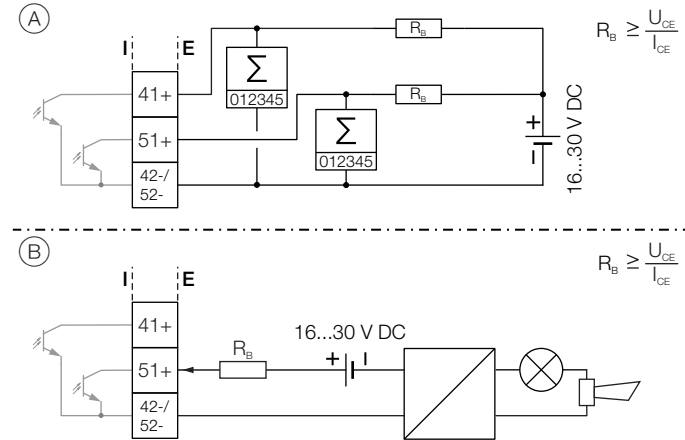 A
I E
41+
51+
42-/
52-
Σ
012345
Σ
012345
R_B
R_B
+
−
16...30 V DC
R_B ≥ U_CE / I_CE
B
I E
41+
51+
42-/
52-
R_B
16...30 V DC
+ −
R_B ≥ U_CE / I_CE